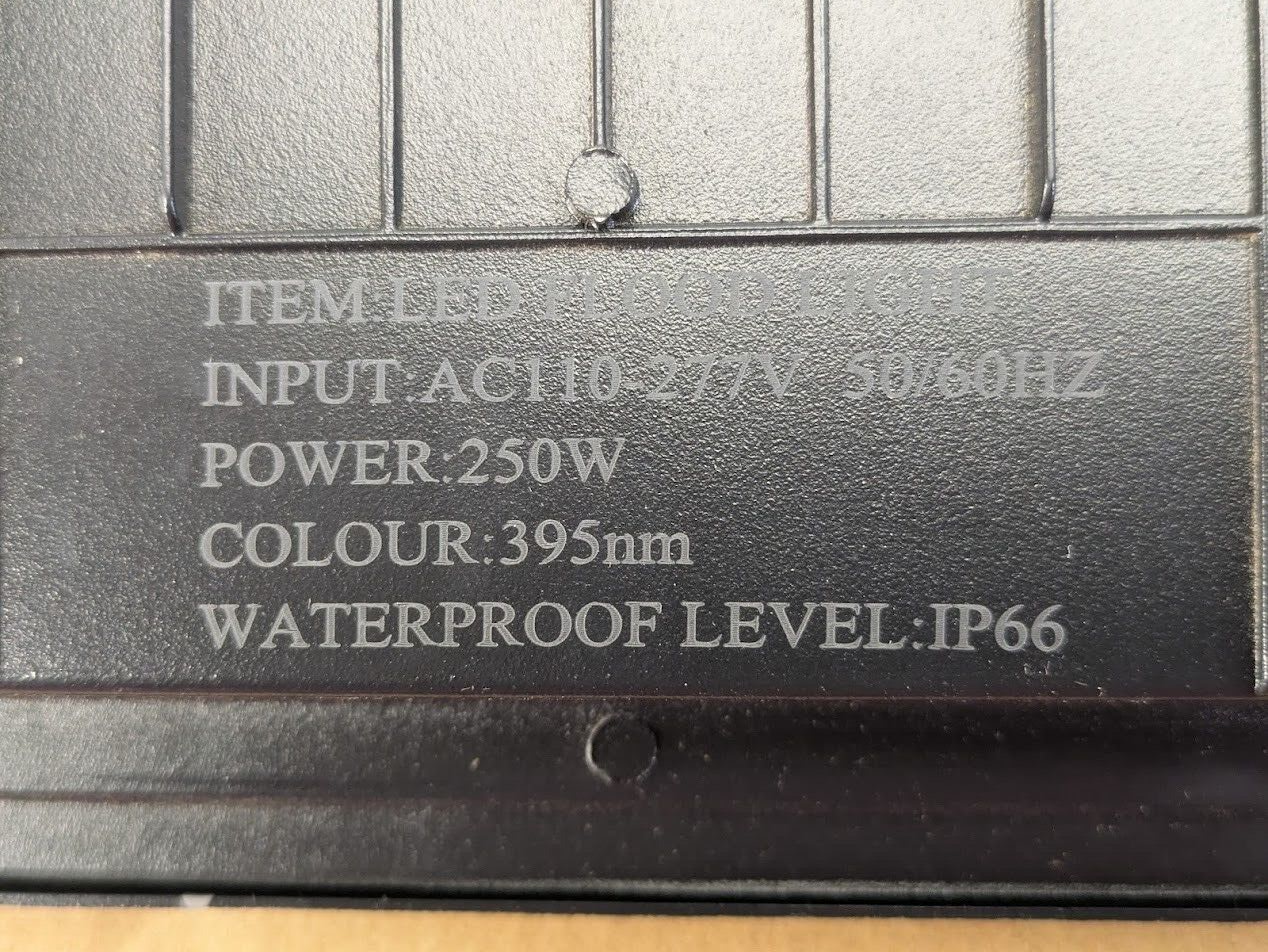 ITEM:LED FLOOD LIGHT
INPUT:AC110-277V 50/60HZ
POWER:250W
COLOUR:395nm
WATERPROOF LEVEL:IP66